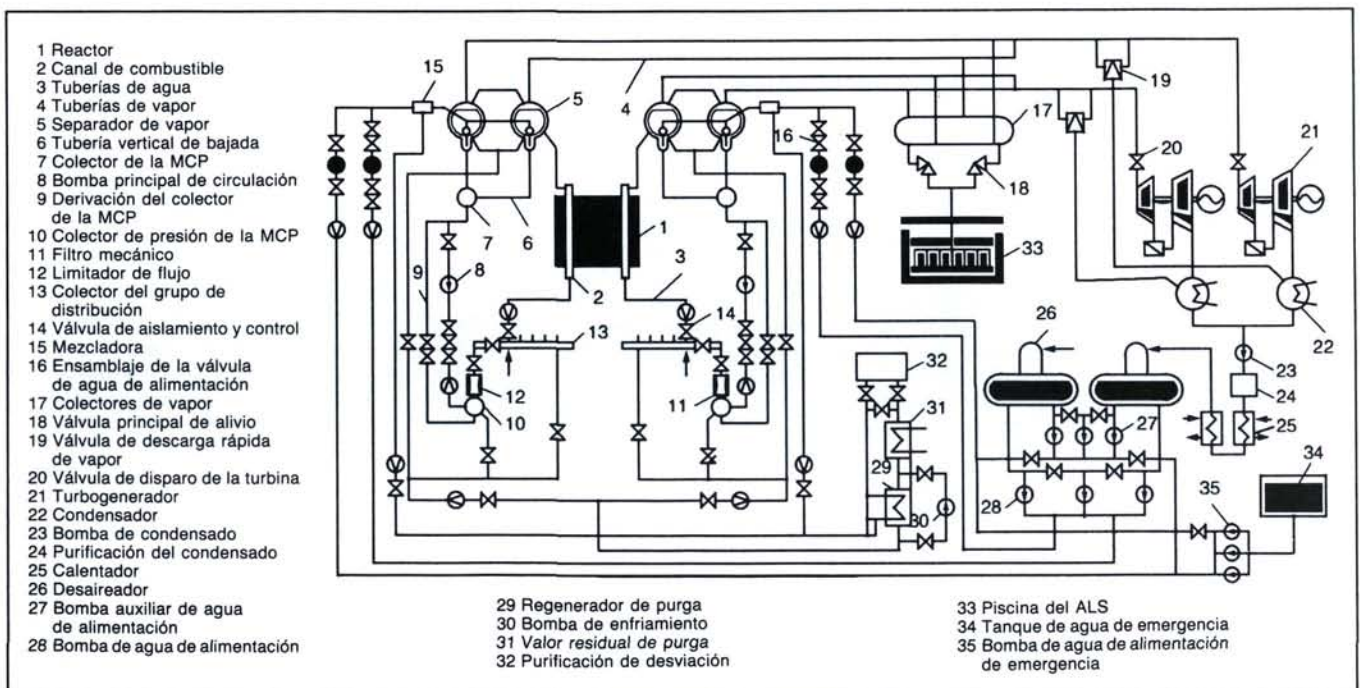 1 Reactor
2 Canal de combustible
3 Tuberías de agua
4 Tuberías de vapor
5 Separador de vapor
6 Tubería vertical de bajada
7 Colector de la MCP
8 Bomba principal de circulación
9 Derivación del colector
de la MCP
10 Colector de presión de la MCP
11 Filtro mecánico
12 Limitador de flujo
13 Colector del grupo de
distribución
14 Válvula de aislamiento y control
15 Mezcladora
16 Ensamblaje de la válvula
de agua de alimentación
17 Colectores de vapor
18 Válvula principal de alivio
19 Válvula de descarga rápida
de vapor
20 Válvula de disparo de la turbina
21 Turbogenerador
22 Condensador
23 Bomba de condensado
24 Purificación del condensado
25 Calentador
26 Desaireador
27 Bomba auxiliar de agua
de alimentación
28 Bomba de agua de alimentación
29 Regenerador de purga
30 Bomba de enfriamiento
31 Valor residual de purga
32 Purificación de desviación
33 Piscina del ALS
34 Tanque de agua de emergencia
35 Bomba de agua de alimentación
de emergencia
15
5
4
16
17
19
20
21
18
1
33
7
6
8
9
2
3
14
13
12
10
11
32
31
29
30
26
27
28
22
23
24
25
34
35